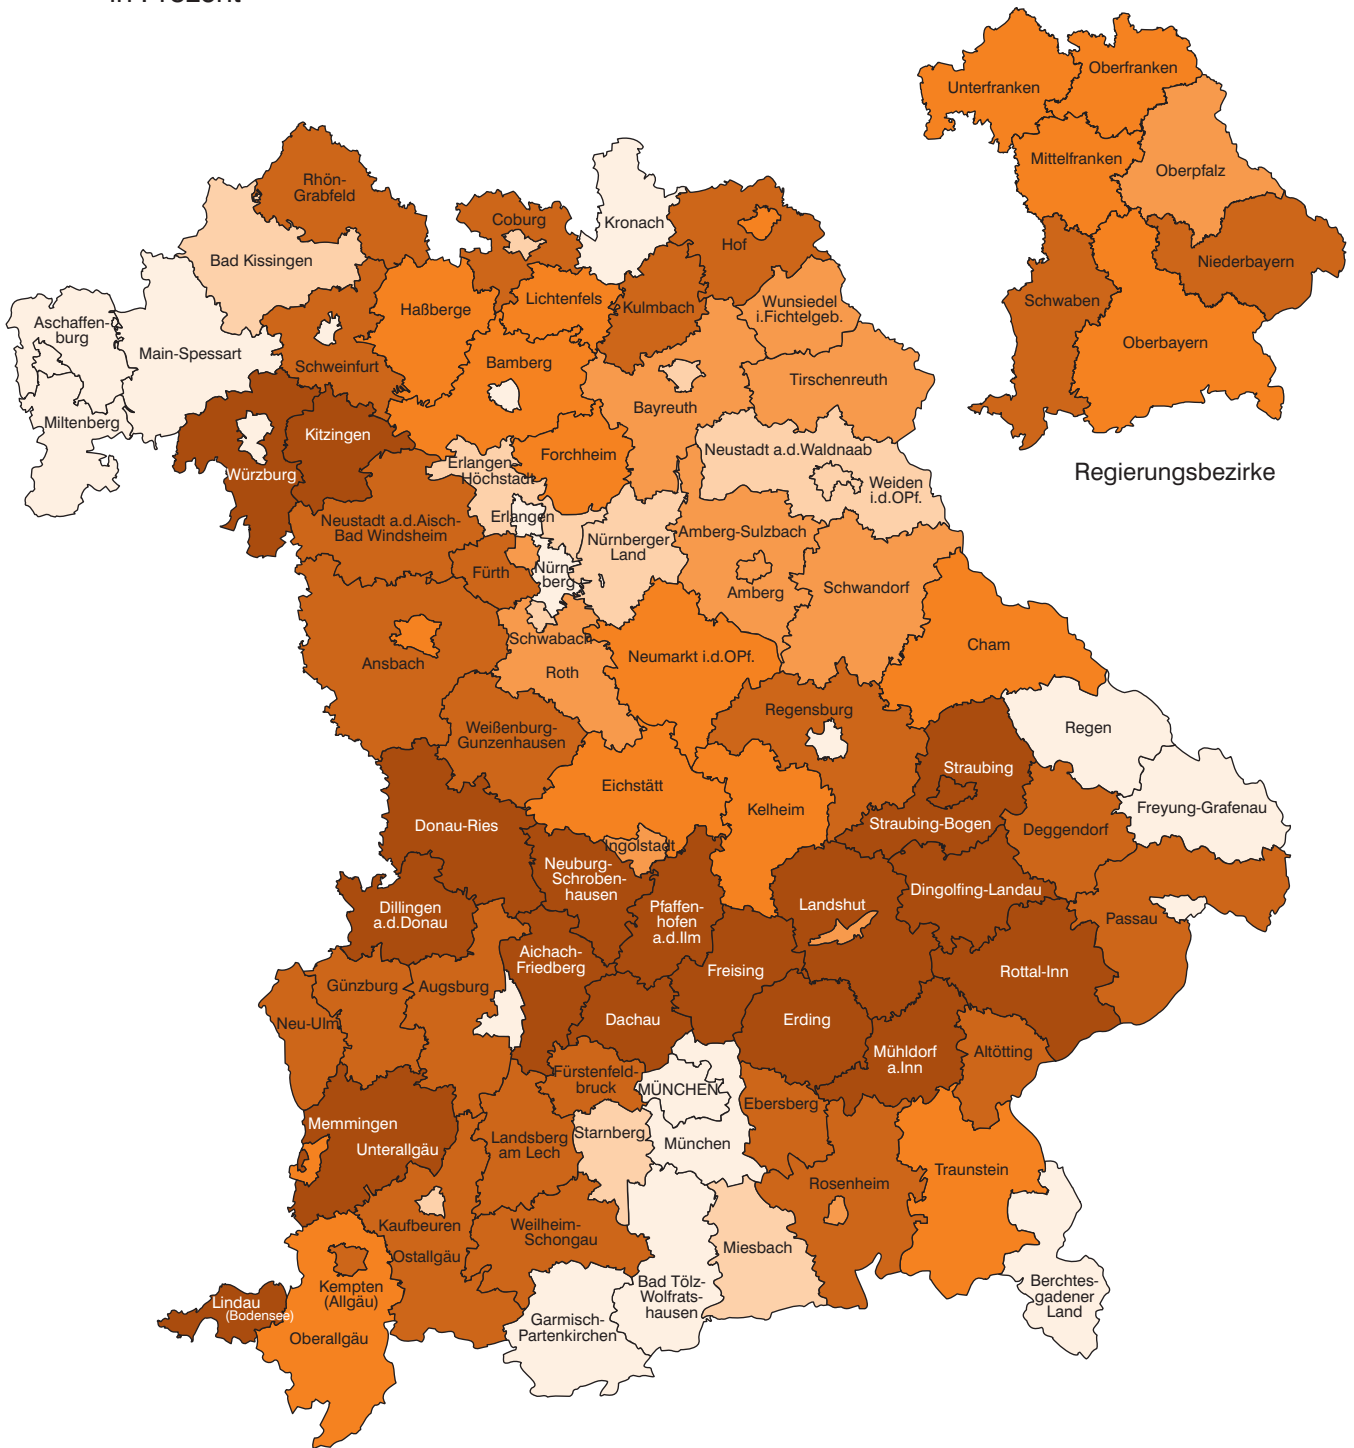 in Prozent
Oberfranken
Unterfranken
Mittelfranken
Oberpfalz
Niederbayern
Schwaben
Oberbayern
Regierungsbezirke
Rhön-
Grabfeld
Coburg
Kronach
Hof
Bad Kissingen
Lichtenfels
Haßberge
Kulmbach
Wunsiedel
i.Fichtelgeb.
Aschaffen-
burg
Main-Spessart
Schweinfurt
Bamberg
Tirschenreuth
Bayreuth
Miltenberg
Kitzingen
Würzburg
Forchheim
Erlangen-
Höchstadt
Neustadt a.d.Waldnaab
Weiden
i.d.OPf.
Erlangen
Neustadt a.d.Aisch-
Bad Windsheim
Nürnberger
Land
Amberg-Sulzbach
Fürth
Nürn-
berg
Amberg
Schwandorf
Schwabach
Roth
Ansbach
Neumarkt i.d.OPf.
Cham
Regensburg
Regen
Weißenburg-
Gunzenhausen
Straubing
Eichstätt
Kelheim
Freyung-Grafenau
Donau-Ries
Straubing-Bogen
Deggendorf
Ingolstadt
Neuburg-
Schroben-
hausen
Dingolfing-Landau
Dillingen
a.d.Donau
Pfaffen-
hofen
a.d.Ilm
Landshut
Passau
Aichach-
Friedberg
Freising
Rottal-Inn
Günzburg
Augsburg
Neu-Ulm
Dachau
Erding
Mühldorf
a.Inn
Altötting
Fürstenfeld-
bruck
MÜNCHEN
Ebersberg
Memmingen
Unterallgäu
Landsberg
am Lech
Starnberg
München
Traunstein
Rosenheim
Kaufbeuren
Ostallgäu
Weilheim-
Schongau
Miesbach
Kempten
(Allgäu)
Lindau
(Bodensee)
Oberallgäu
Garmisch-
Partenkirchen
Bad Tölz-
Wolfrats-
hausen
Berchtes-
gadener
Land